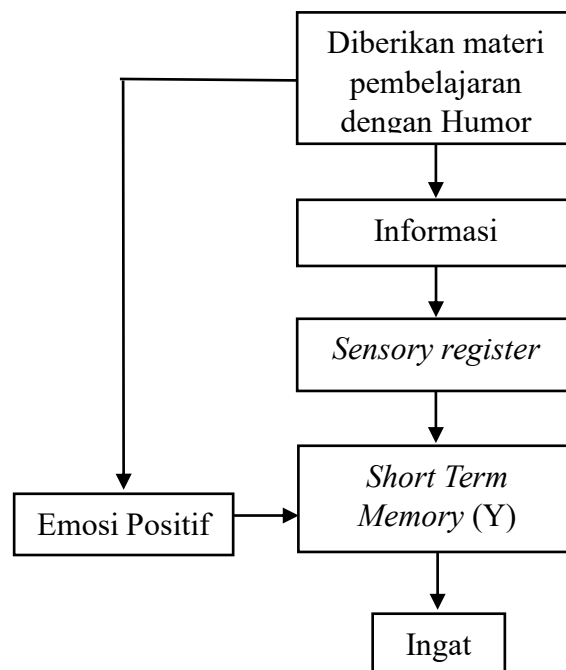 Diberikan materi
pembelajaran
dengan Humor
Informasi
Sensory register
Short Term
Memory (Y)
Emosi Positif
Ingat